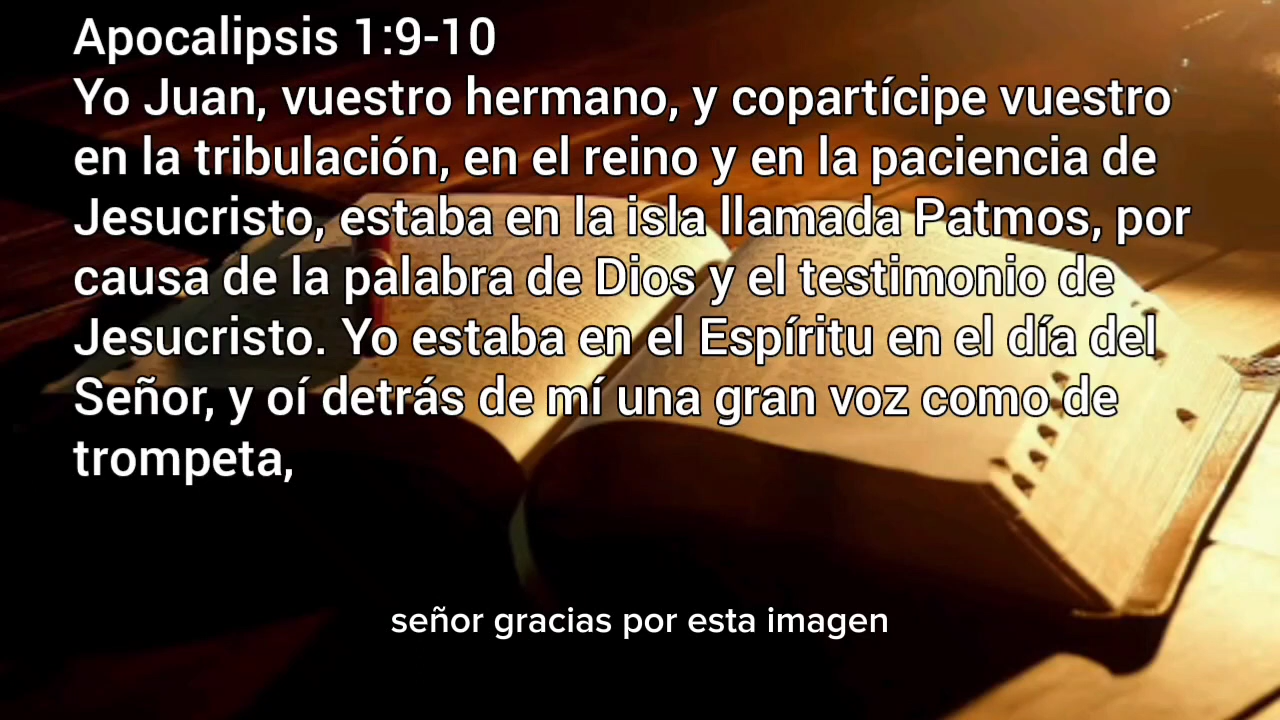 Apocalipsis 1:9-10
Yo Juan, vuestro hermano, y copartícipe vuestro
en la tribulación, en el reino y en la paciencia de
Jesucristo, estaba en la isla llamada Patmos, por
causa de la palabra de Dios y el testimonio de
Jesucristo. Yo estaba en el Espíritu en el día del
Señor, y oí detrás de mí una gran voz como de
trompeta,
señor gracias por esta imagen